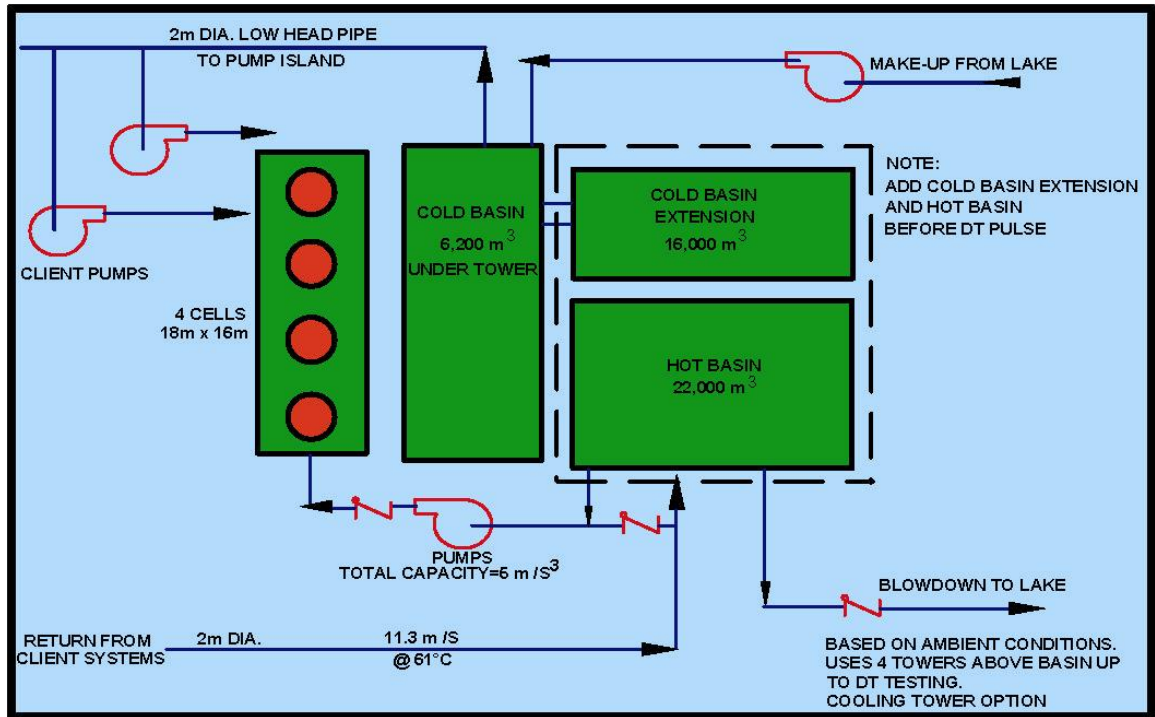 2m DIA. LOW HEAD PIPE
TO PUMP ISLAND
MAKE-UP FROM LAKE
CLIENT PUMPS
4 CELLS
18m x 16m
COLD BASIN
6,200 m³
UNDER TOWER
COLD BASIN
EXTENSION
16,000 m³
NOTE:
ADD COLD BASIN EXTENSION
AND HOT BASIN
BEFORE DT PULSE
HOT BASIN
22,000 m³
PUMPS
TOTAL CAPACITY=6 m /S³
BLOWDOWN TO LAKE
RETURN FROM
CLIENT SYSTEMS
2m DIA.
11.3 m /S
@ 61°C
BASED ON AMBIENT CONDITIONS.
USES 4 TOWERS ABOVE BASIN UP
TO DT TESTING.
COOLING TOWER OPTION